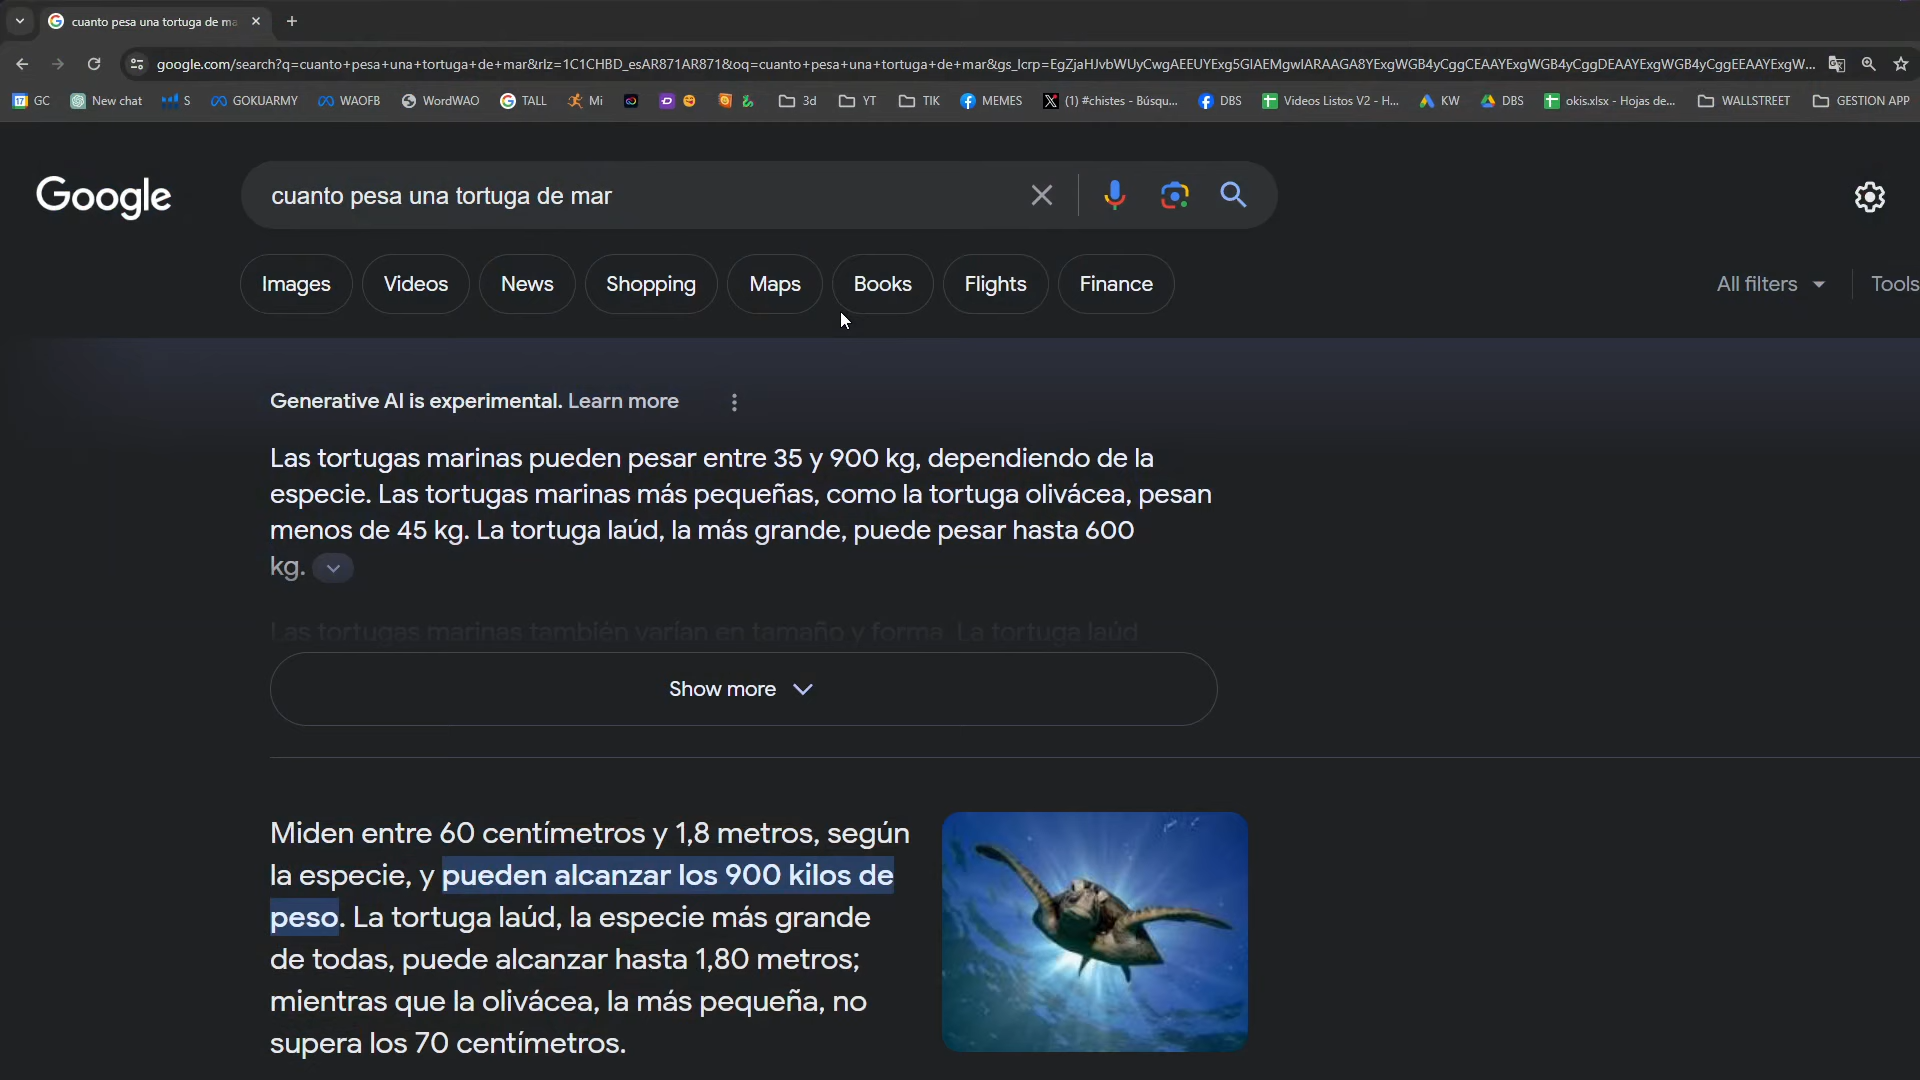 cuanto pesa una tortuga de ma
google.com/search?q=cuanto+pesa+una+tortuga+de+mar&rlz=1C1CHBD_esAR871AR871&oq=cuanto+pesa+una+tortuga+de+mar&gs_lcrp=EgZjaHJvbWUyCwgAEEUYExg5GIAEMgwIARAAGA8YExgWGB4yCggCEAAYExgWGB4yCggDEAAYExgWGB4yCggEEAAYExgW...
GC New chat S GOKUARMY WAOFB WordWAO TALL Mi 3d YT TIK MEMES (1) #chistes - Búsqu... DBS Videos Listos V2 - H... KW DBS okis.xlsx - Hojas de... WALLSTREET GESTION APP
Google cuanto pesa una tortuga de mar
Images Videos News Shopping Maps Books Flights Finance All filters Tools
Generative AI is experimental. Learn more
Las tortugas marinas pueden pesar entre 35 y 900 kg, dependiendo de la
especie. Las tortugas marinas más pequeñas, como la tortuga olivácea, pesan
menos de 45 kg. La tortuga laúd, la más grande, puede pesar hasta 600
kg.
Las tortugas marinas también varían en tamaño y forma. La tortuga laúd
Show more
Miden entre 60 centímetros y 1,8 metros, según
la especie, y pueden alcanzar los 900 kilos de
peso. La tortuga laúd, la especie más grande
de todas, puede alcanzar hasta 1,80 metros;
mientras que la olivácea, la más pequeña, no
supera los 70 centímetros.